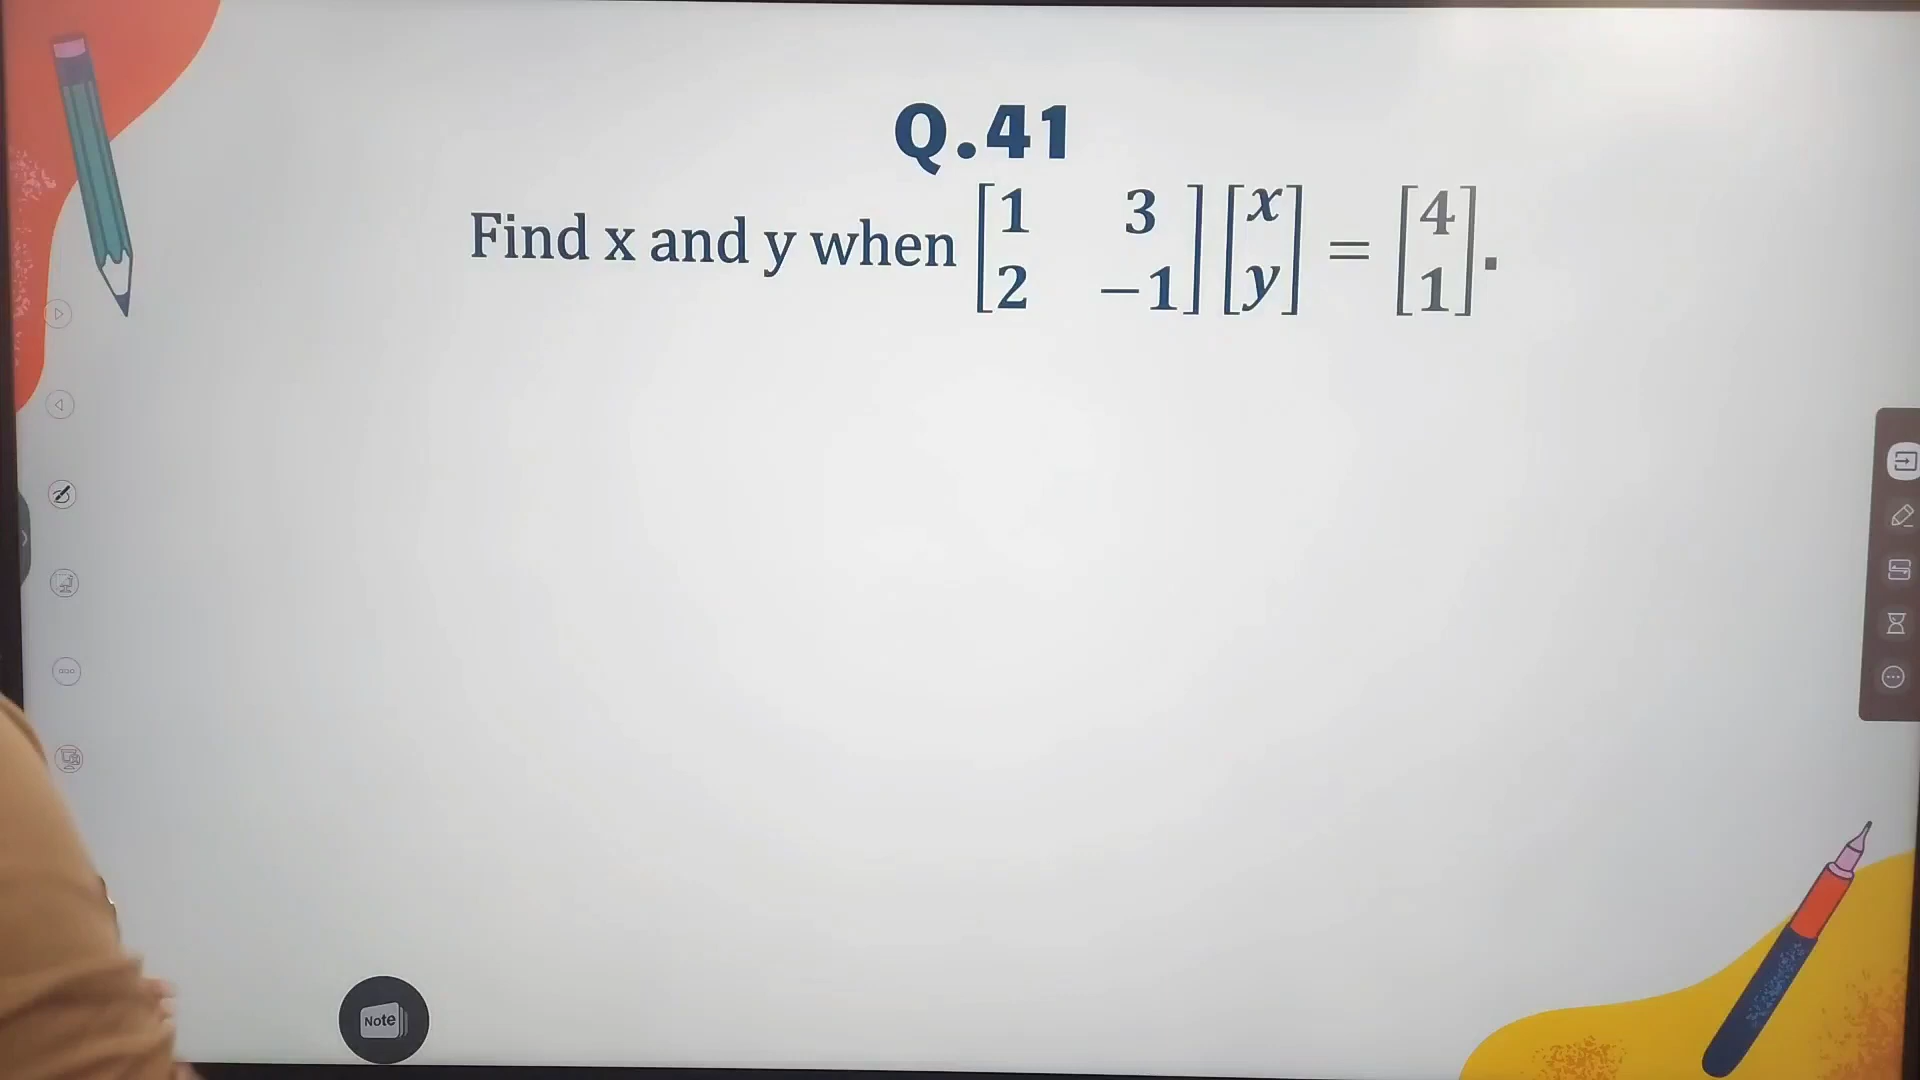 Q.41
Find x and y when [1 3 2 −1] [x y] = [4 1].
Note